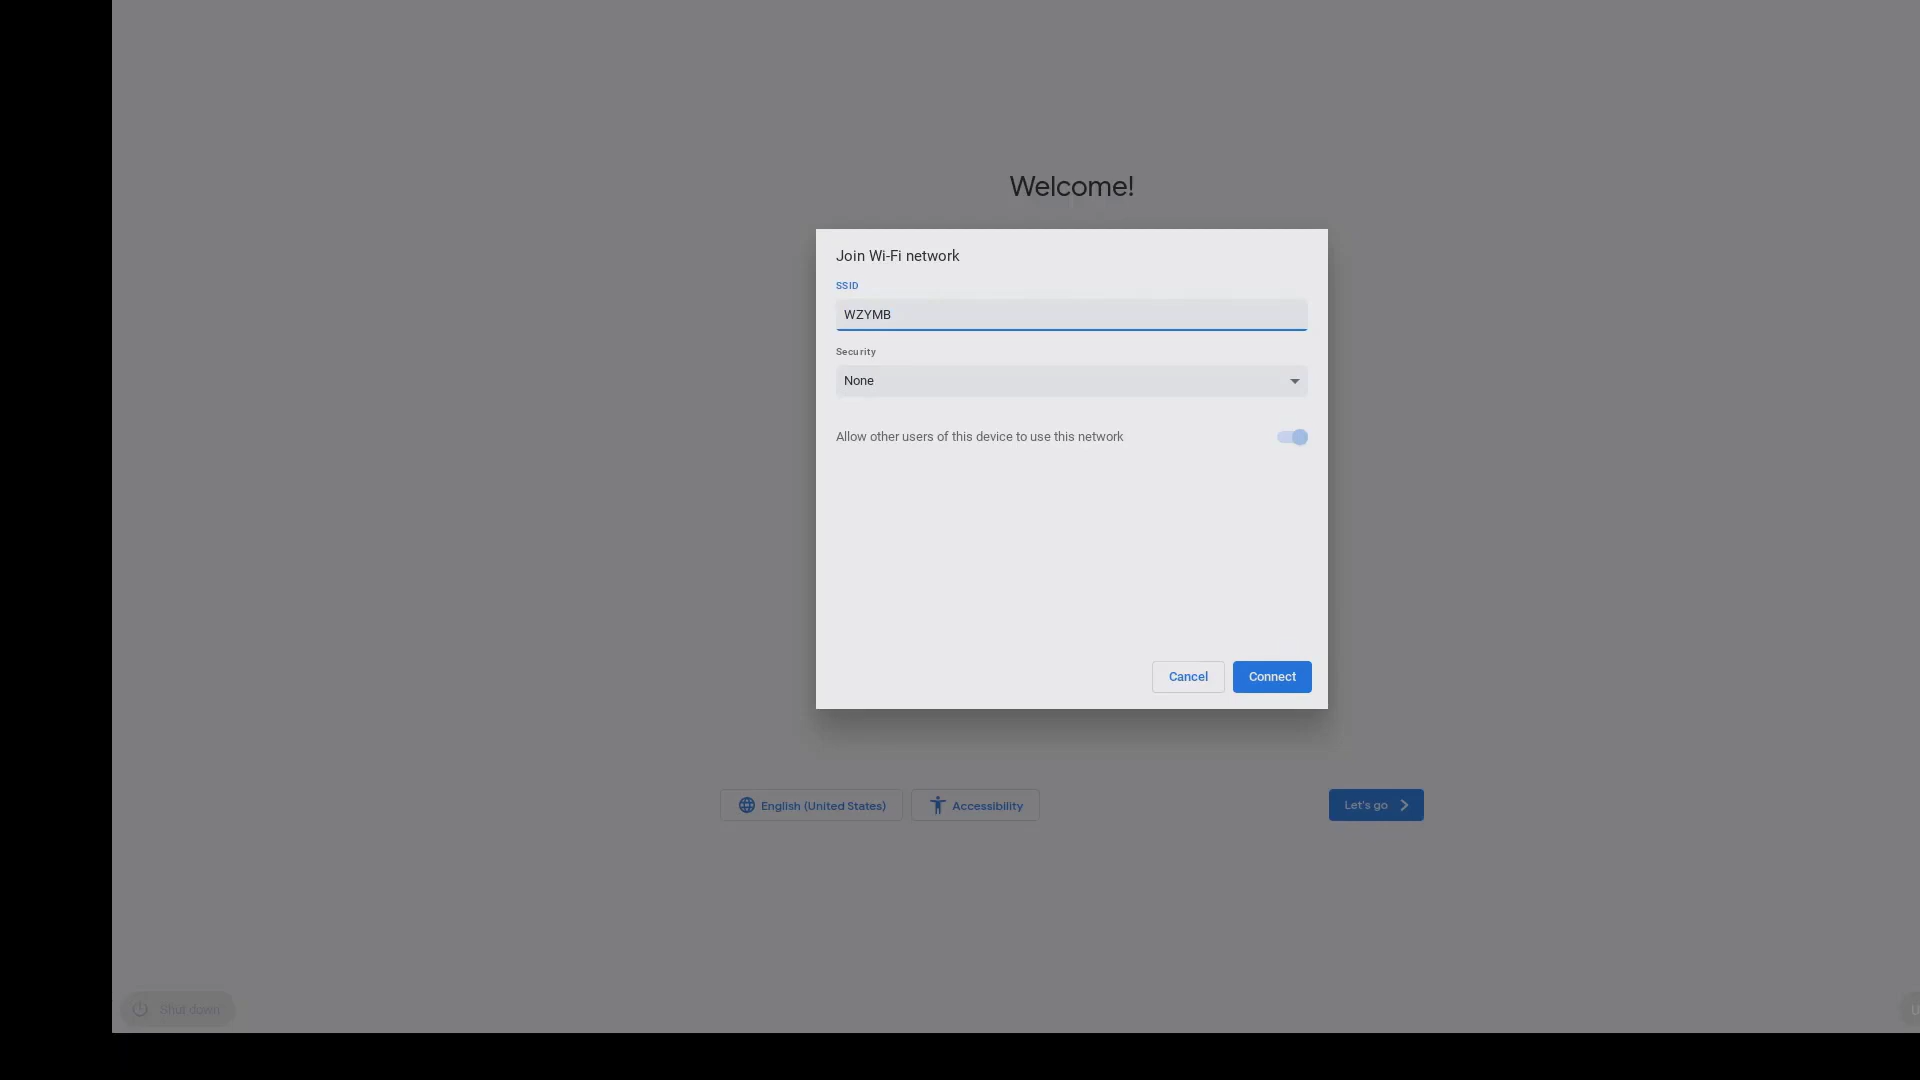 Welcome!
Join Wi-Fi network
SSID
WZYMB
Security
None
Allow other users of this device to use this network
Cancel
Connect
English (United States)
Accessibility
Let's go
Shut down